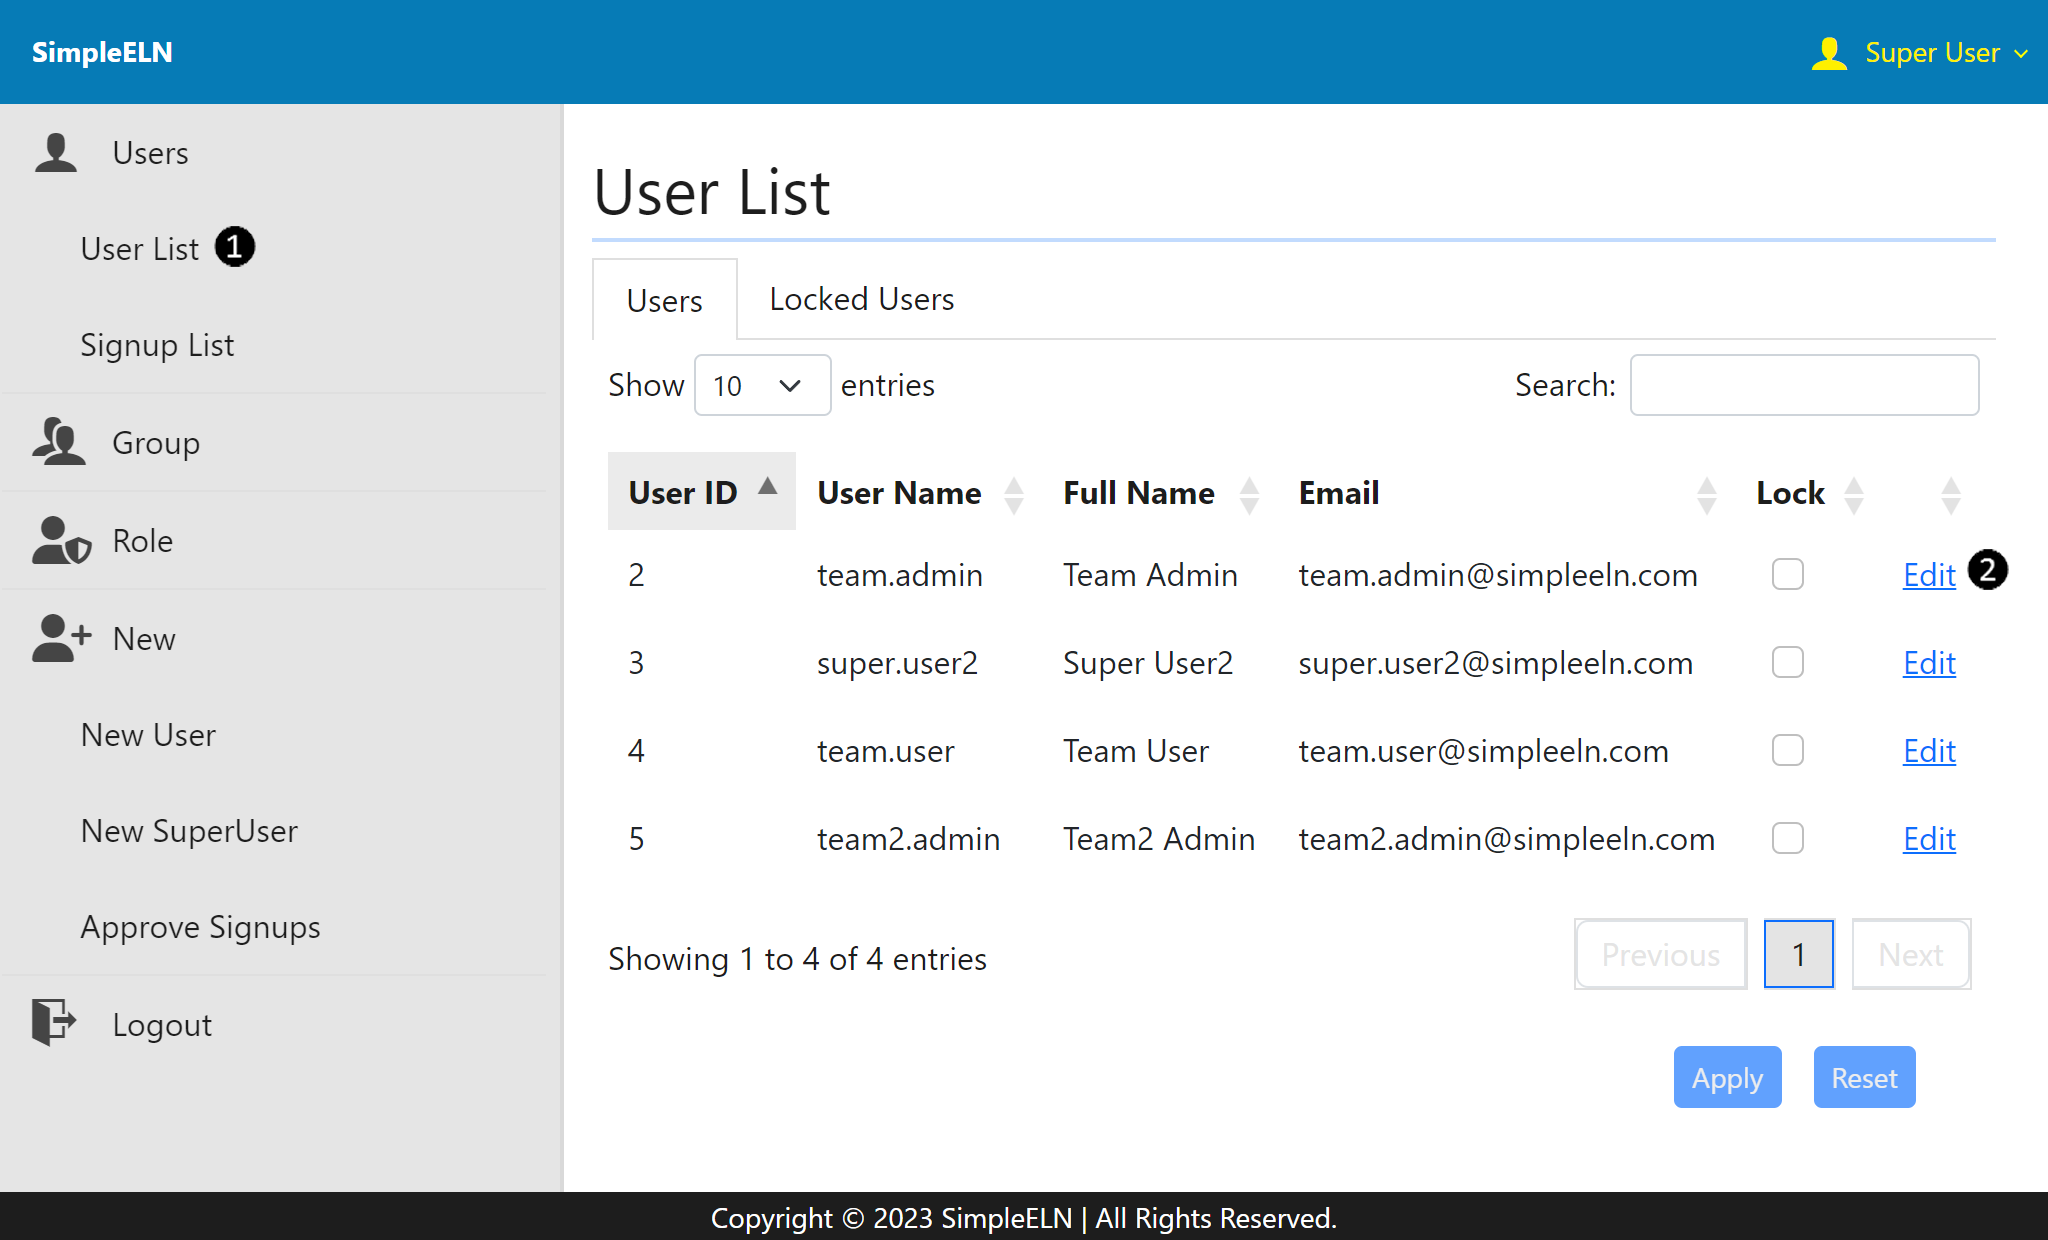 SimpleELN
Super User
Users
User List 1
Signup List
Group
Role
New
New User
New SuperUser
Approve Signups
Logout
User List
Users Locked Users
Show 10 entries Search:
User ID User Name Full Name Email Lock
2 team.admin Team Admin team.admin@simpleeln.com Edit 2
3 super.user2 Super User2 super.user2@simpleeln.com Edit
4 team.user Team User team.user@simpleeln.com Edit
5 team2.admin Team2 Admin team2.admin@simpleeln.com Edit
Showing 1 to 4 of 4 entries Previous 1 Next
Apply Reset
Copyright © 2023 SimpleELN | All Rights Reserved.